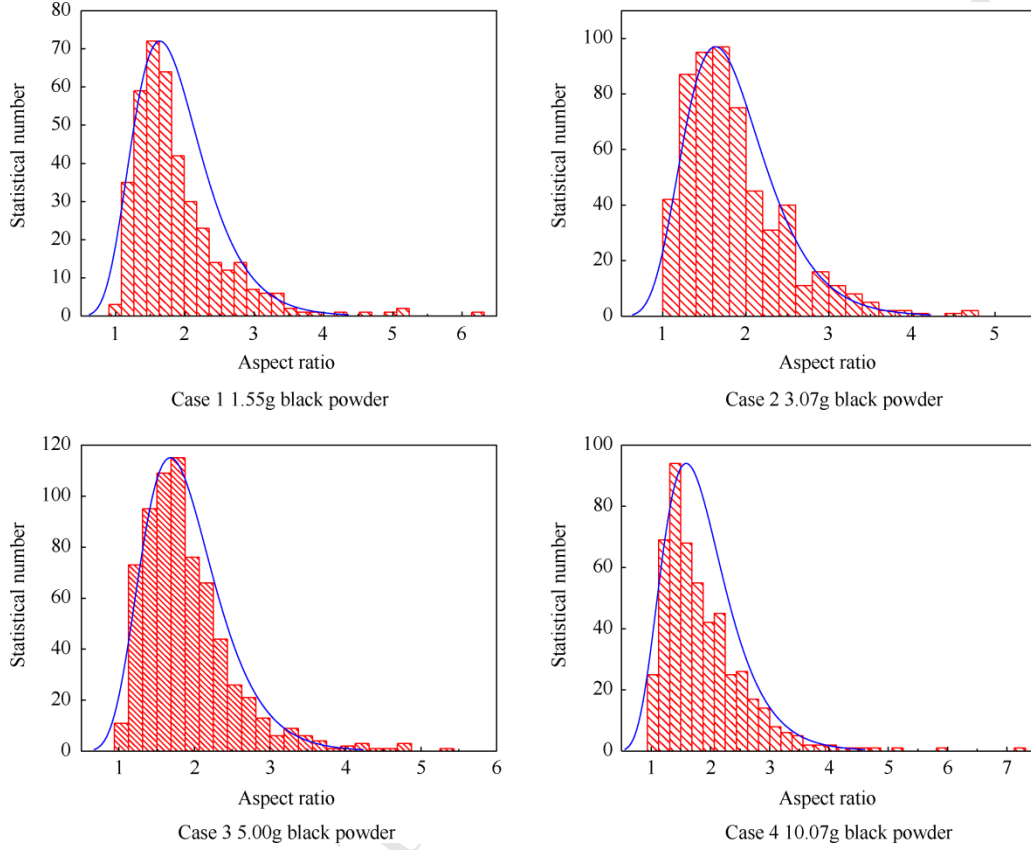 80
70
60
50
40
30
20
10
0
Statistical number
1 2 3 4 5 6
Aspect ratio
Case 1 1.55g black powder
100
80
60
40
20
0
Statistical number
1 2 3 4 5
Aspect ratio
Case 2 3.07g black powder
120
100
80
60
40
20
0
Statistical number
1 2 3 4 5 6
Aspect ratio
Case 3 5.00g black powder
100
80
60
40
20
0
Statistical number
1 2 3 4 5 6 7
Aspect ratio
Case 4 10.07g black powder